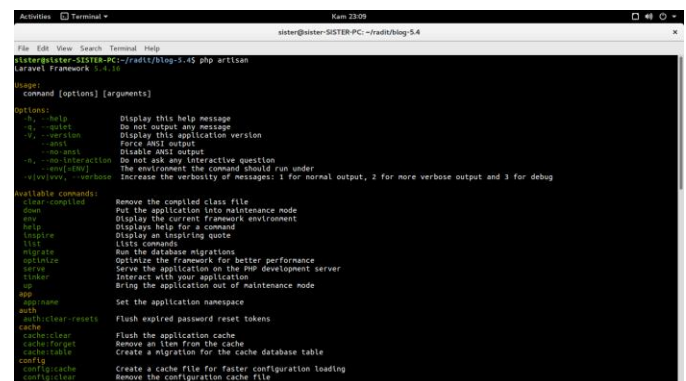 Activities Terminal Kam 23:09
sister@sister-SISTER-PC: ~/radit/blog-5.4
File Edit View Search Terminal Help
sister@sister-SISTER-PC:~/radit/blog-5.4$ php artisan
Laravel Framework 5.4.16
Usage:
command [options] [arguments]
Options:
-h, --help Display this help message
-q, --quiet Do not output any message
-V, --version Display this application version
--ansi Force ANSI output
--no-ansi Disable ANSI output
-n, --no-interaction Do not ask any interactive question
--env[=ENV] The environment the command should run under
-v|vv|vvv, --verbose Increase the verbosity of messages: 1 for normal output, 2 for more verbose output and 3 for debug
Available commands:
clear-compiled Remove the compiled class file
down Put the application into maintenance mode
env Display the current framework environment
help Displays help for a command
inspire Display an inspiring quote
list Lists commands
migrate Run the database migrations
optimize Optimize the framework for better performance
serve Serve the application on the PHP development server
tinker Interact with your application
up Bring the application out of maintenance mode
app
app:name Set the application namespace
auth
auth:clear-resets Flush expired password reset tokens
cache
cache:clear Flush the application cache
cache:forget Remove an item from the cache
cache:table Create a migration for the cache database table
config
config:cache Create a cache file for faster configuration loading
config:clear Remove the configuration cache file